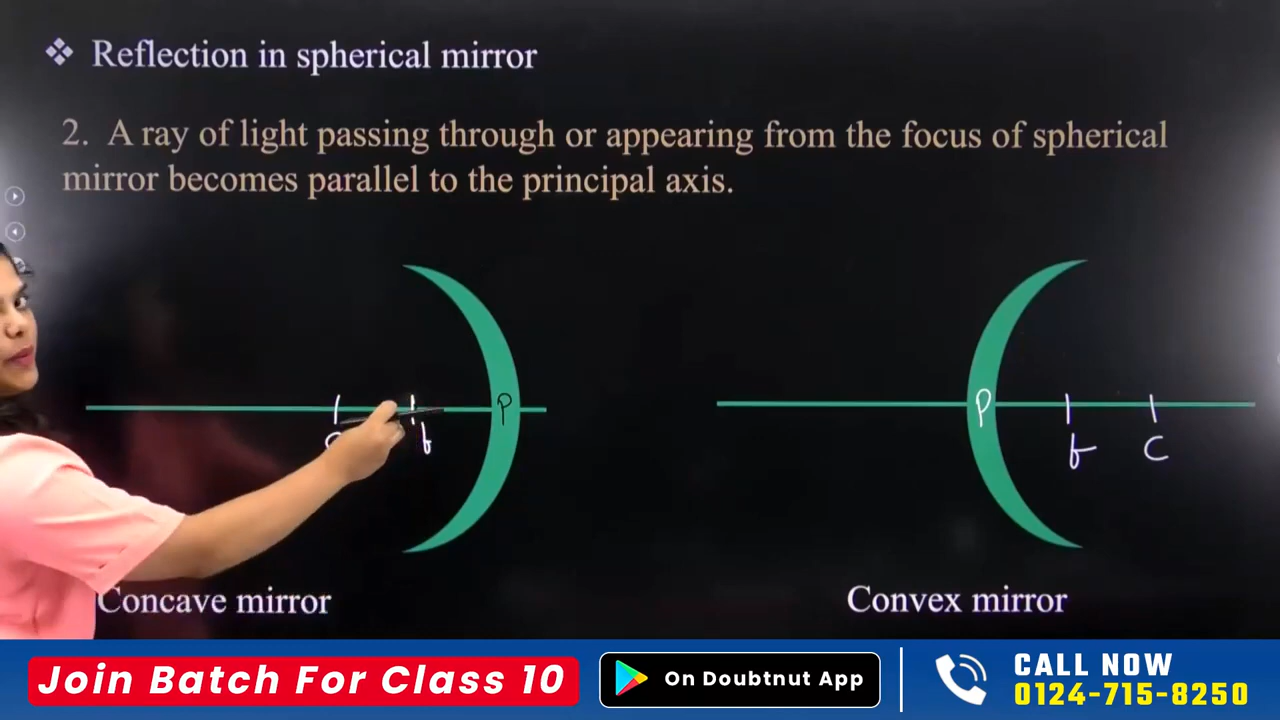 ❖ Reflection in spherical mirror
2. A ray of light passing through or appearing from the focus of spherical
mirror becomes parallel to the principal axis.
P
f
P
f
C
Concave mirror
Convex mirror
Join Batch For Class 10
On Doubtnut App
CALL NOW
0124-715-8250